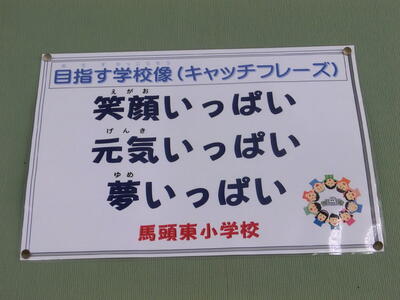 目指す学校像(キャッチフレーズ)
えがお
笑顔いっぱい
げんき
元気いっぱい
ゆめ
夢いっぱい
馬頭東小学校